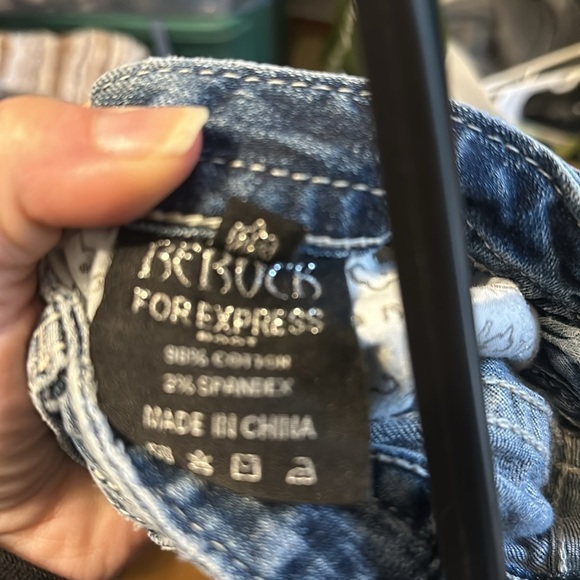 REROCK
FOR EXPRESS
98% COTTON
2% SPANDEX
MADE IN CHINA